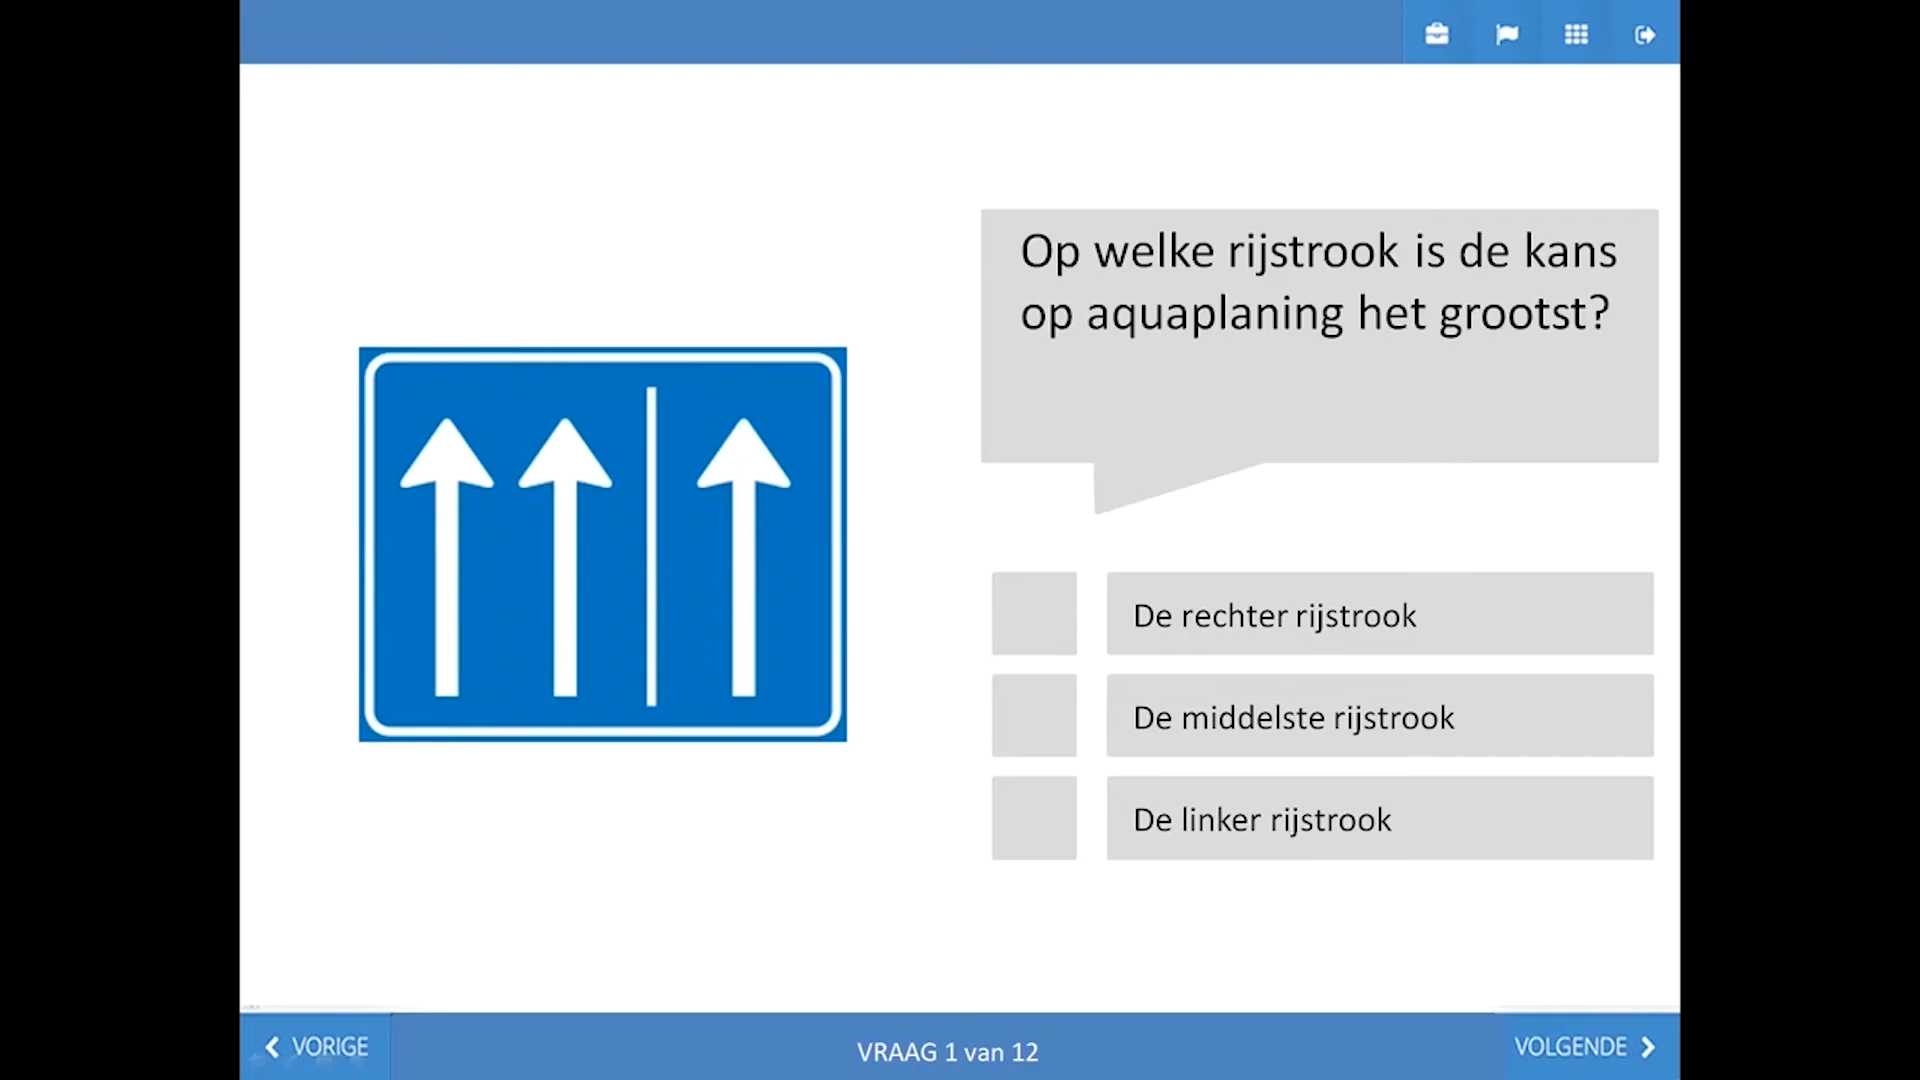 Op welke rijstrook is de kans
op aquaplaning het grootst?
De rechter rijstrook
De middelste rijstrook
De linker rijstrook
VORIGE
VRAAG 1 van 12
VOLGENDE